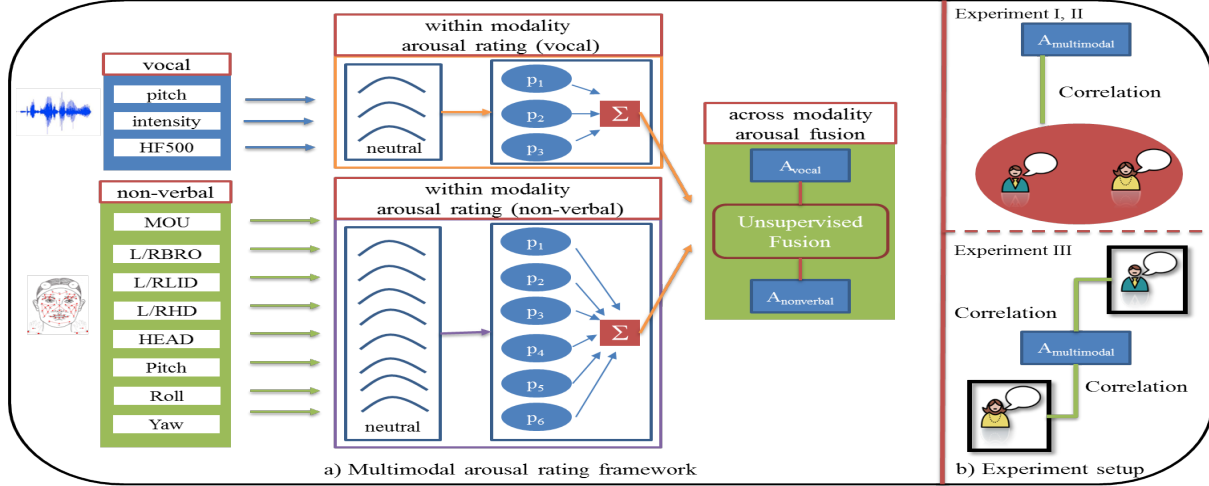 vocal
pitch
intensity
HF500
non-verbal
MOU
L/RBRO
L/RLID
L/RHD
HEAD
Pitch
Roll
Yaw
within modality
arousal rating (vocal)
neutral
p1
p2
p3
Σ
within modality
arousal rating (non-verbal)
neutral
p1
p2
p3
p4
p5
p6
Σ
across modality
arousal fusion
Avocal
Unsupervised
Fusion
Anonverbal
a) Multimodal arousal rating framework
Experiment I, II
Amultimodal
Correlation
Experiment III
Correlation
Amultimodal
Correlation
b) Experiment setup